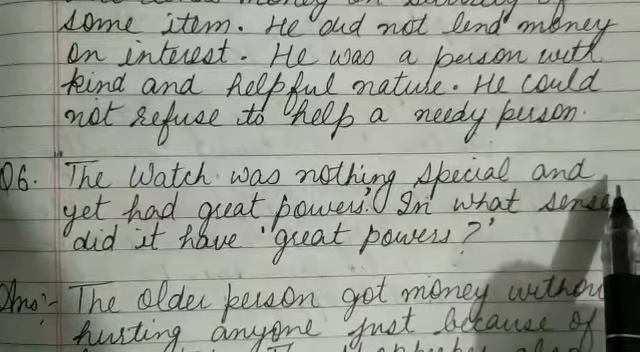 some item. He did not lend money
on interest. He was a person with
kind and helpful nature. He could
not refuse to help a needy person.
Q6. The Watch was nothing special and
yet had great powers. In what sense
did it have 'great powers?'
Ans:- The older person got money without
hurting anyone just because of